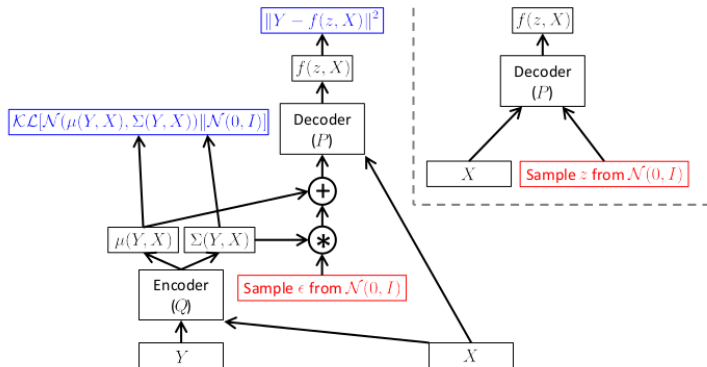 ‖Y − f(z, X)‖²
f(z, X)
Decoder
(P)
𝒦ℒ[𝒩(μ(Y, X), Σ(Y, X))‖𝒩(0, I)]
+
μ(Y, X)
Σ(Y, X)
*
Encoder
(Q)
Sample ϵ from 𝒩(0, I)
Y
X
f(z, X)
Decoder
(P)
X
Sample z from 𝒩(0, I)